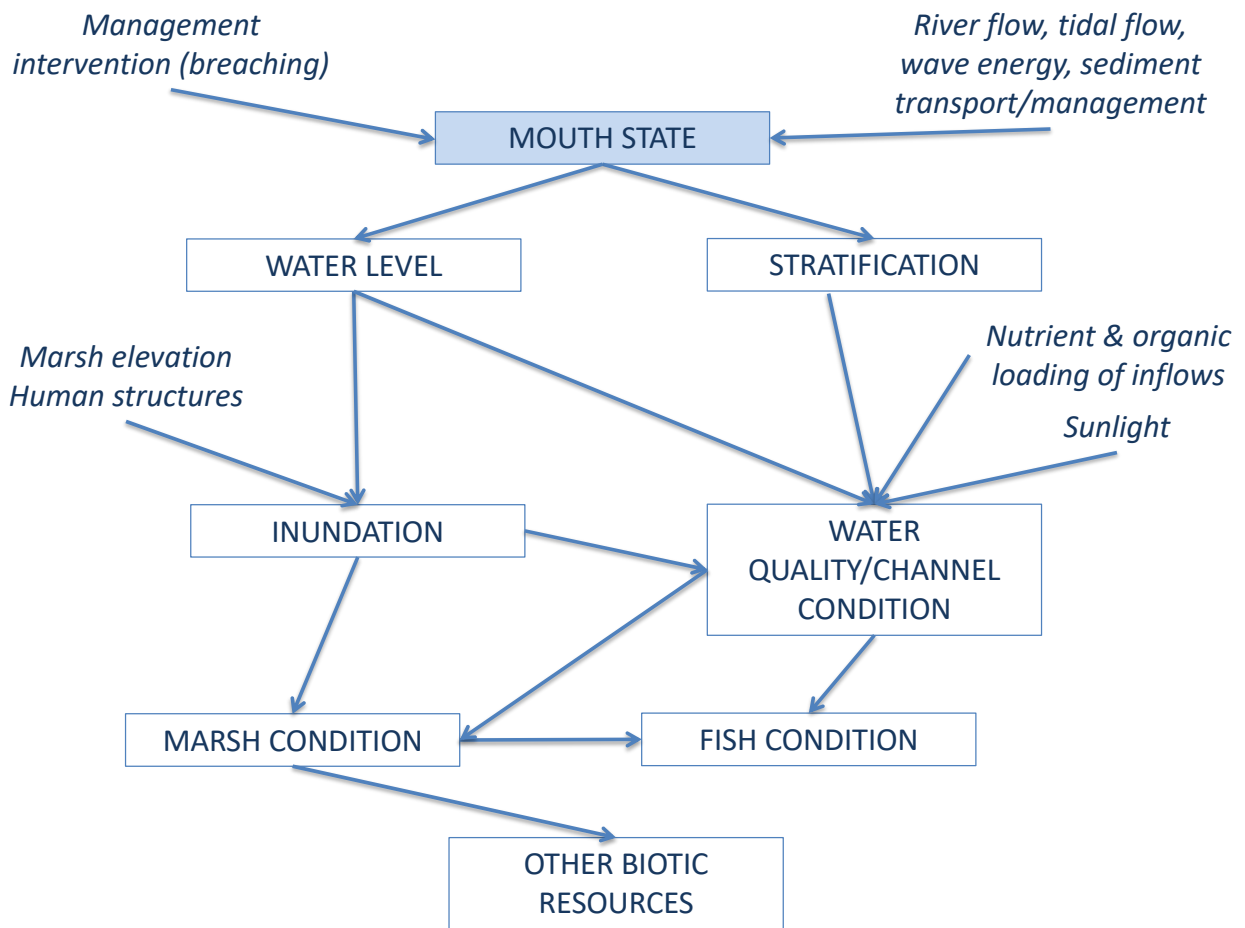 Management
intervention (breaching)
River flow, tidal flow,
wave energy, sediment
transport/management
MOUTH STATE
WATER LEVEL
STRATIFICATION
Marsh elevation
Human structures
Nutrient & organic
loading of inflows
Sunlight
INUNDATION
WATER
QUALITY/CHANNEL
CONDITION
MARSH CONDITION
FISH CONDITION
OTHER BIOTIC
RESOURCES